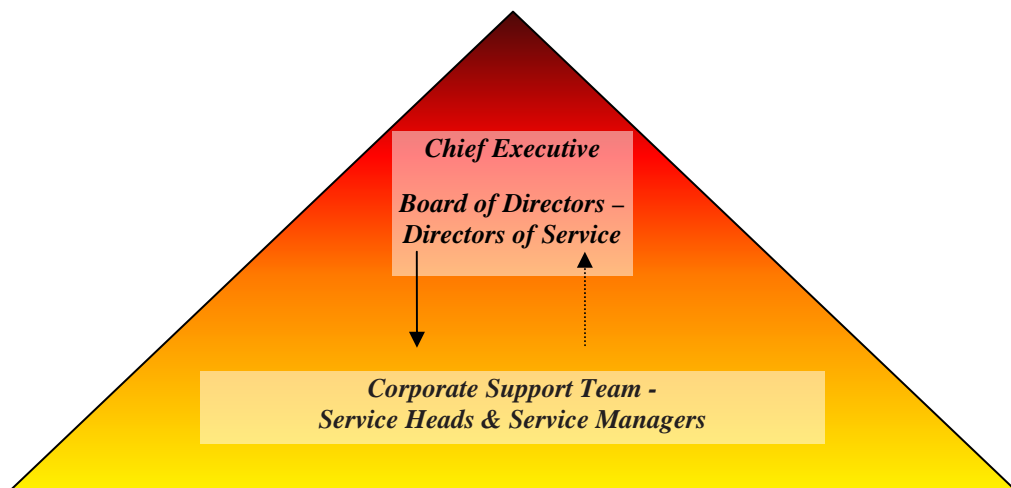 Chief Executive
Board of Directors –
Directors of Service
Corporate Support Team -
Service Heads & Service Managers